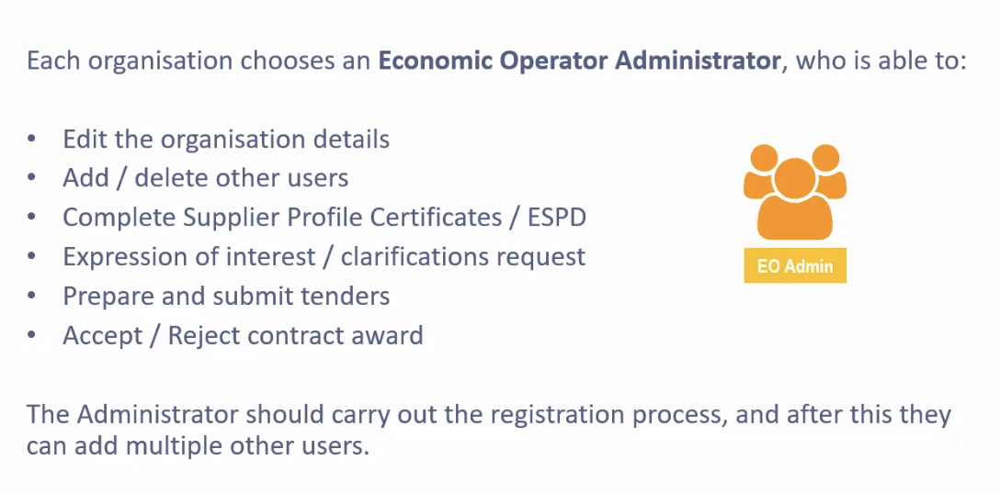 Each organisation chooses an Economic Operator Administrator, who is able to:
• Edit the organisation details
• Add / delete other users
• Complete Supplier Profile Certificates / ESPD
• Expression of interest / clarifications request
• Prepare and submit tenders
• Accept / Reject contract award
EO Admin
The Administrator should carry out the registration process, and after this they
can add multiple other users.